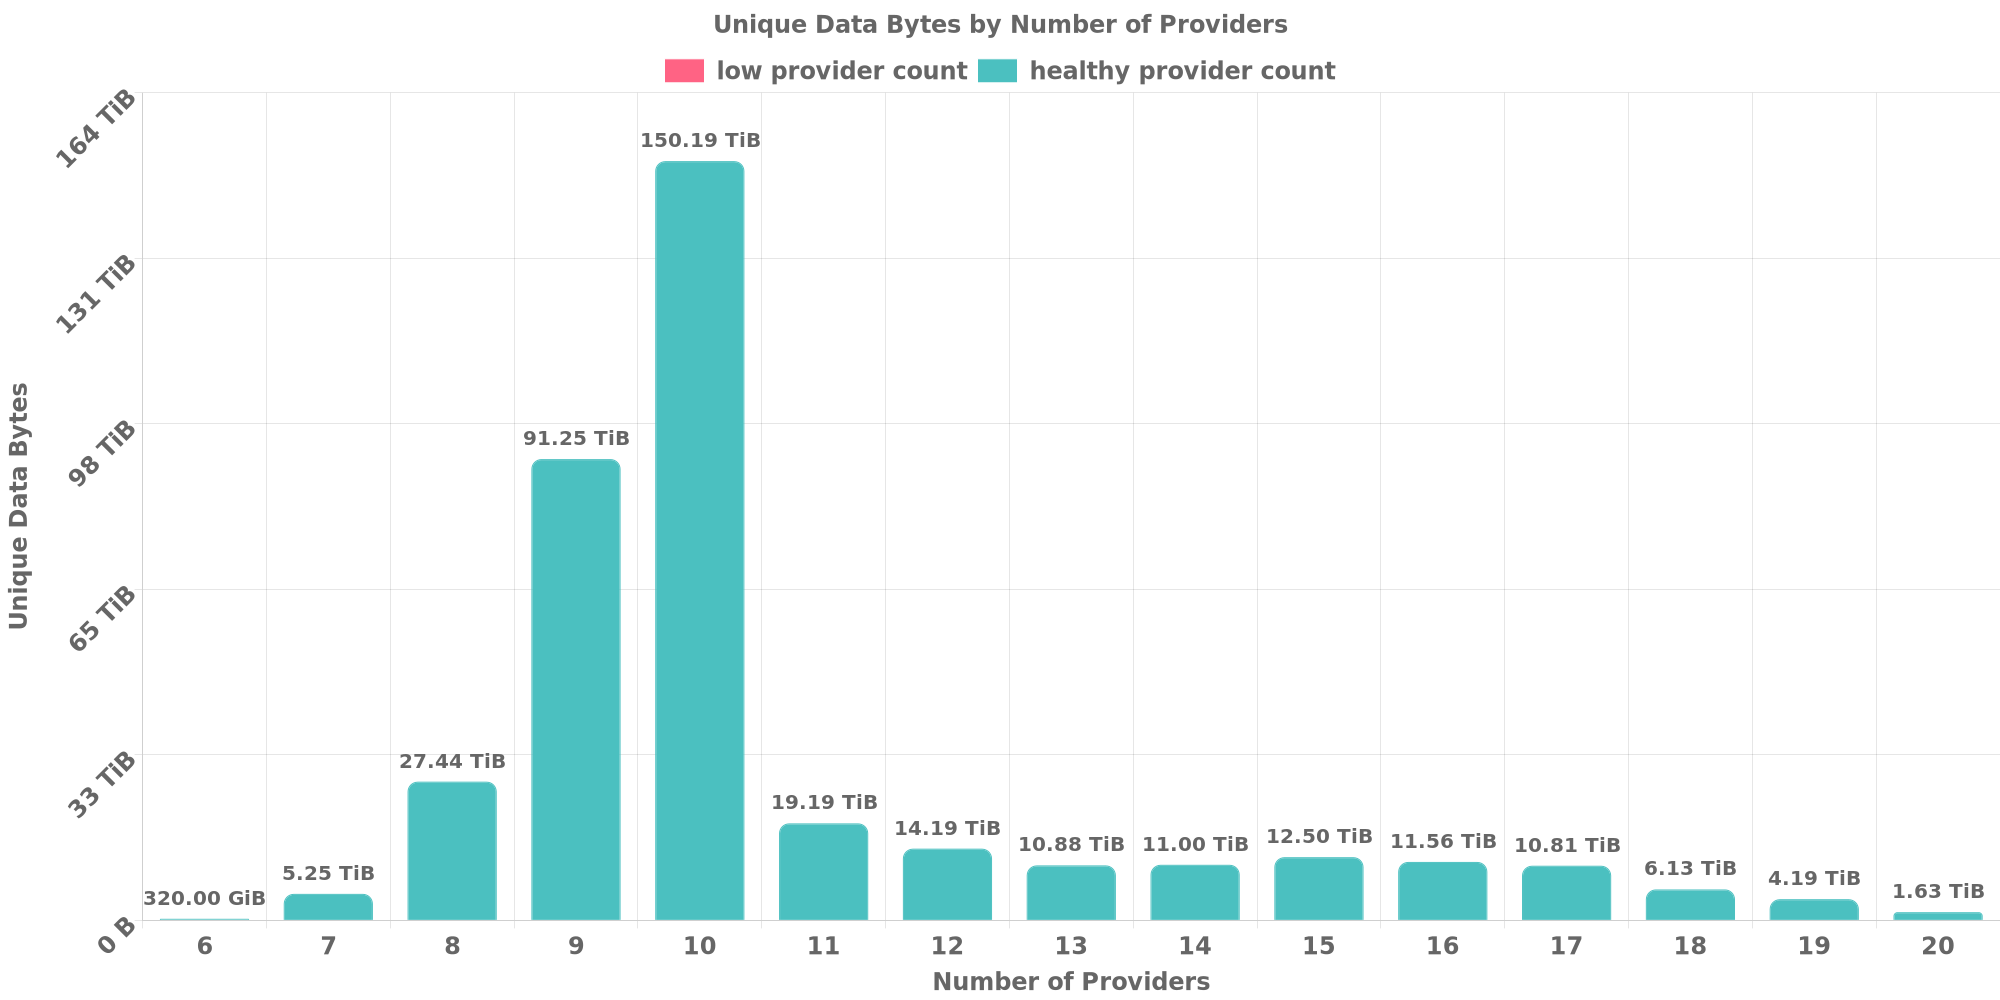 Unique Data Bytes by Number of Providers
low provider count
healthy provider count
Unique Data Bytes
164 TiB
131 TiB
98 TiB
65 TiB
33 TiB
0 B
320.00 GiB
5.25 TiB
27.44 TiB
91.25 TiB
150.19 TiB
19.19 TiB
14.19 TiB
10.88 TiB
11.00 TiB
12.50 TiB
11.56 TiB
10.81 TiB
6.13 TiB
4.19 TiB
1.63 TiB
6 7 8 9 10 11 12 13 14 15 16 17 18 19 20
Number of Providers